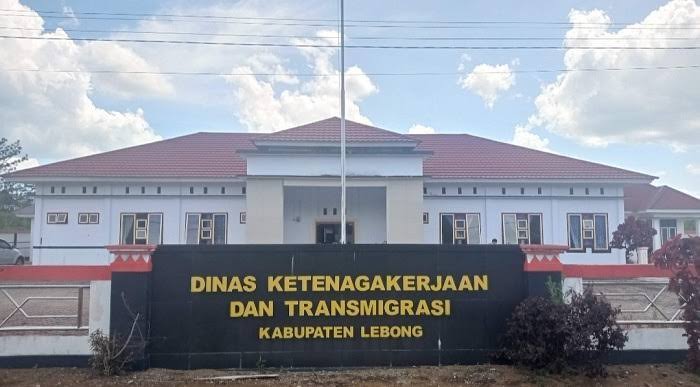 DINAS KETENAGAKERJAAN
DAN TRANSMIGRASI
KABUPATEN LEBONG